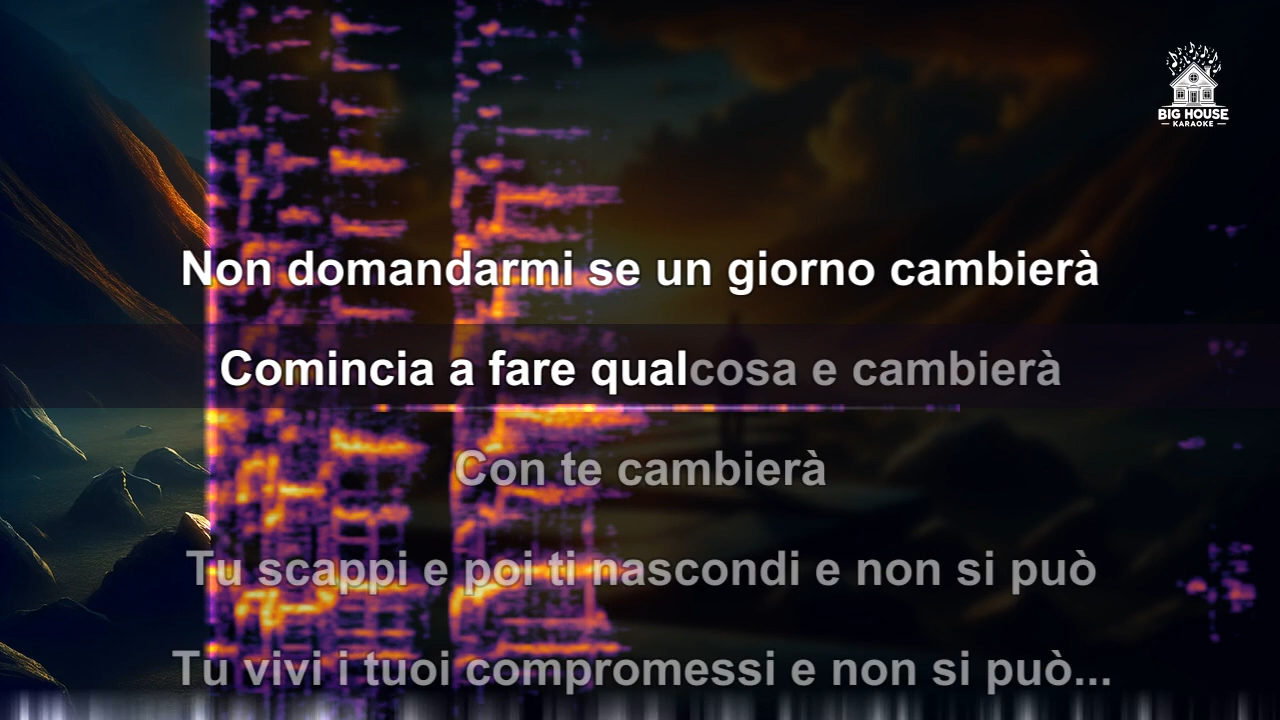 BIG HOUSE
KARAOKE
Non domandarmi se un giorno cambierà
Comincia a fare qualcosa e cambierà
Con te cambierà
Tu scappi e poi ti nascondi e non si può
Tu vivi i tuoi compromessi e non si può...